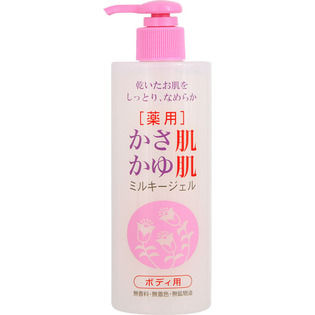 乾いたお肌を
しっとり、なめらか
[薬用]
かさ肌
かゆ肌
ミルキージェル
ボディ用
無香料・無着色・無鉱物油